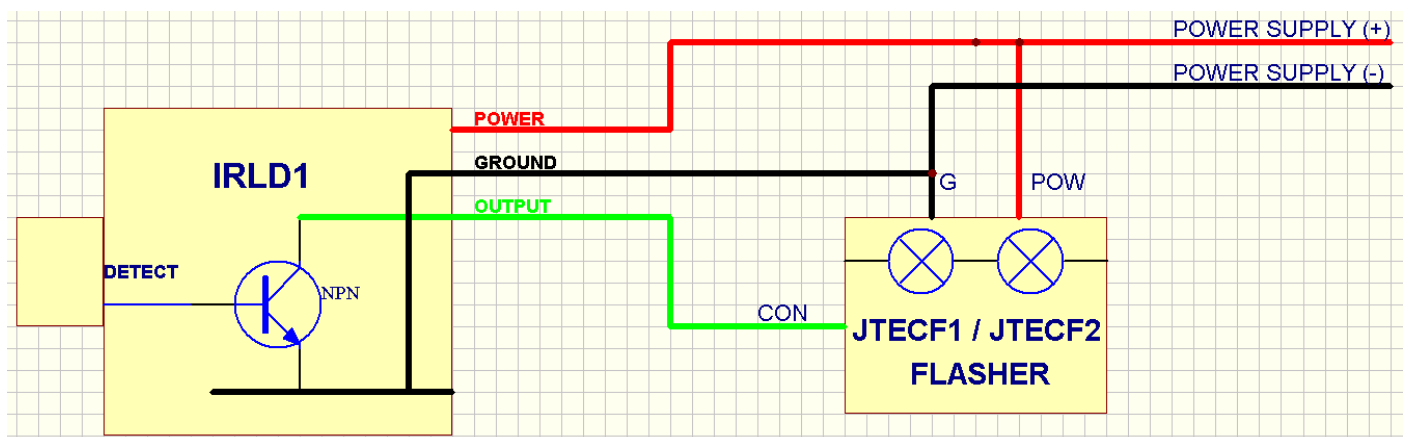 POWER SUPPLY (+)
POWER SUPPLY (-)
POWER
IRLD1
GROUND
G
POW
OUTPUT
DETECT
NPN
CON
JTECF1 / JTECF2
FLASHER